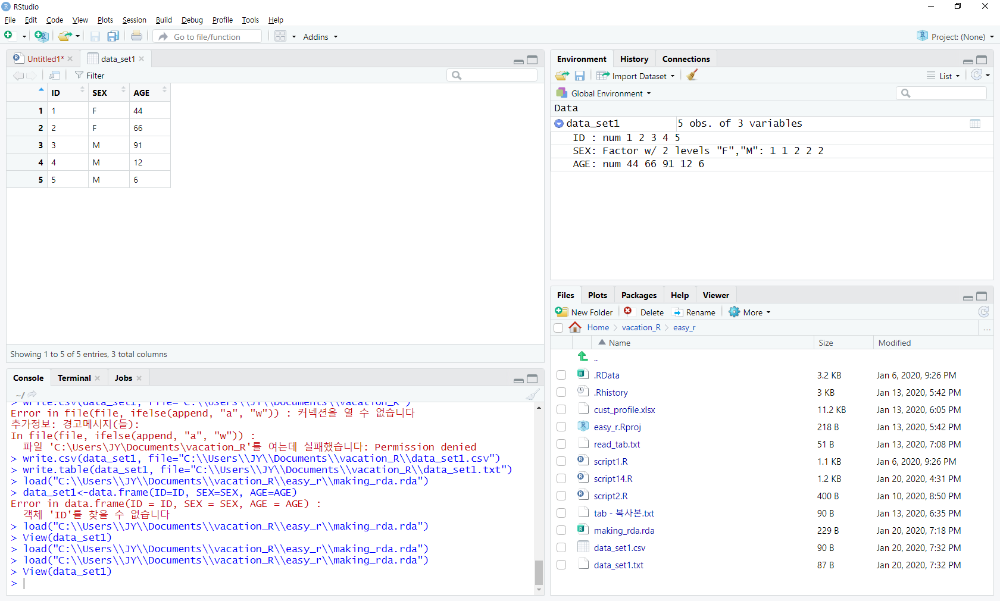 RStudio
File Edit Code View Plots Session Build Debug Profile Tools Help
Go to file/function Addins Project: (None)
Untitled1* data_set1
Filter
ID SEX AGE
1 1 F 44
2 2 F 66
3 3 M 91
4 4 M 12
5 5 M 6
Showing 1 to 5 of 5 entries, 3 total columns
Console Terminal Jobs
~/
> write.csv(data_set1, file="C:\\Users\\JY\\Documents\\vacation_R")
Error in file(file, ifelse(append, "a", "w")) : 커넥션을 열 수 없습니다
추가정보: 경고메시지(들):
In file(file, ifelse(append, "a", "w")) :
파일 'C:\Users\JY\Documents\vacation_R'를 여는데 실패했습니다: Permission denied
> write.csv(data_set1, file="C:\\Users\\JY\\Documents\\vacation_R\\data_set1.csv")
> write.table(data_set1, file="C:\\Users\\JY\\Documents\\vacation_R\\data_set1.txt")
> load("C:\\Users\\JY\\Documents\\vacation_R\\easy_r\\making_rda.rda")
> data_set1<-data.frame(ID=ID, SEX=SEX, AGE=AGE)
Error in data.frame(ID = ID, SEX = SEX, AGE = AGE) :
객체 'ID'를 찾을 수 없습니다
> load("C:\\Users\\JY\\Documents\\vacation_R\\easy_r\\making_rda.rda")
> View(data_set1)
> load("C:\\Users\\JY\\Documents\\vacation_R\\easy_r\\making_rda.rda")
> load("C:\\Users\\JY\\Documents\\vacation_R\\easy_r\\making_rda.rda")
> View(data_set1)
>
Environment History Connections
Import Dataset List
Global Environment
Data
data_set1 5 obs. of 3 variables
ID : num 1 2 3 4 5
SEX: Factor w/ 2 levels "F","M": 1 1 2 2 2
AGE: num 44 66 91 12 6
Files Plots Packages Help Viewer
New Folder Delete Rename More
Home vacation_R easy_r ...
Name Size Modified
..
.RData 3.2 KB Jan 6, 2020, 9:26 PM
.Rhistory 3 KB Jan 13, 2020, 5:42 PM
cust_profile.xlsx 11.2 KB Jan 13, 2020, 6:05 PM
easy_r.Rproj 218 B Jan 13, 2020, 5:42 PM
read_tab.txt 51 B Jan 13, 2020, 7:08 PM
script1.R 1.1 KB Jan 6, 2020, 9:26 PM
script14.R 1.2 KB Jan 20, 2020, 4:31 PM
script2.R 400 B Jan 10, 2020, 8:50 PM
tab - 복사본.txt 90 B Jan 13, 2020, 6:35 PM
making_rda.rda 229 B Jan 20, 2020, 7:18 PM
data_set1.csv 90 B Jan 20, 2020, 7:32 PM
data_set1.txt 87 B Jan 20, 2020, 7:32 PM